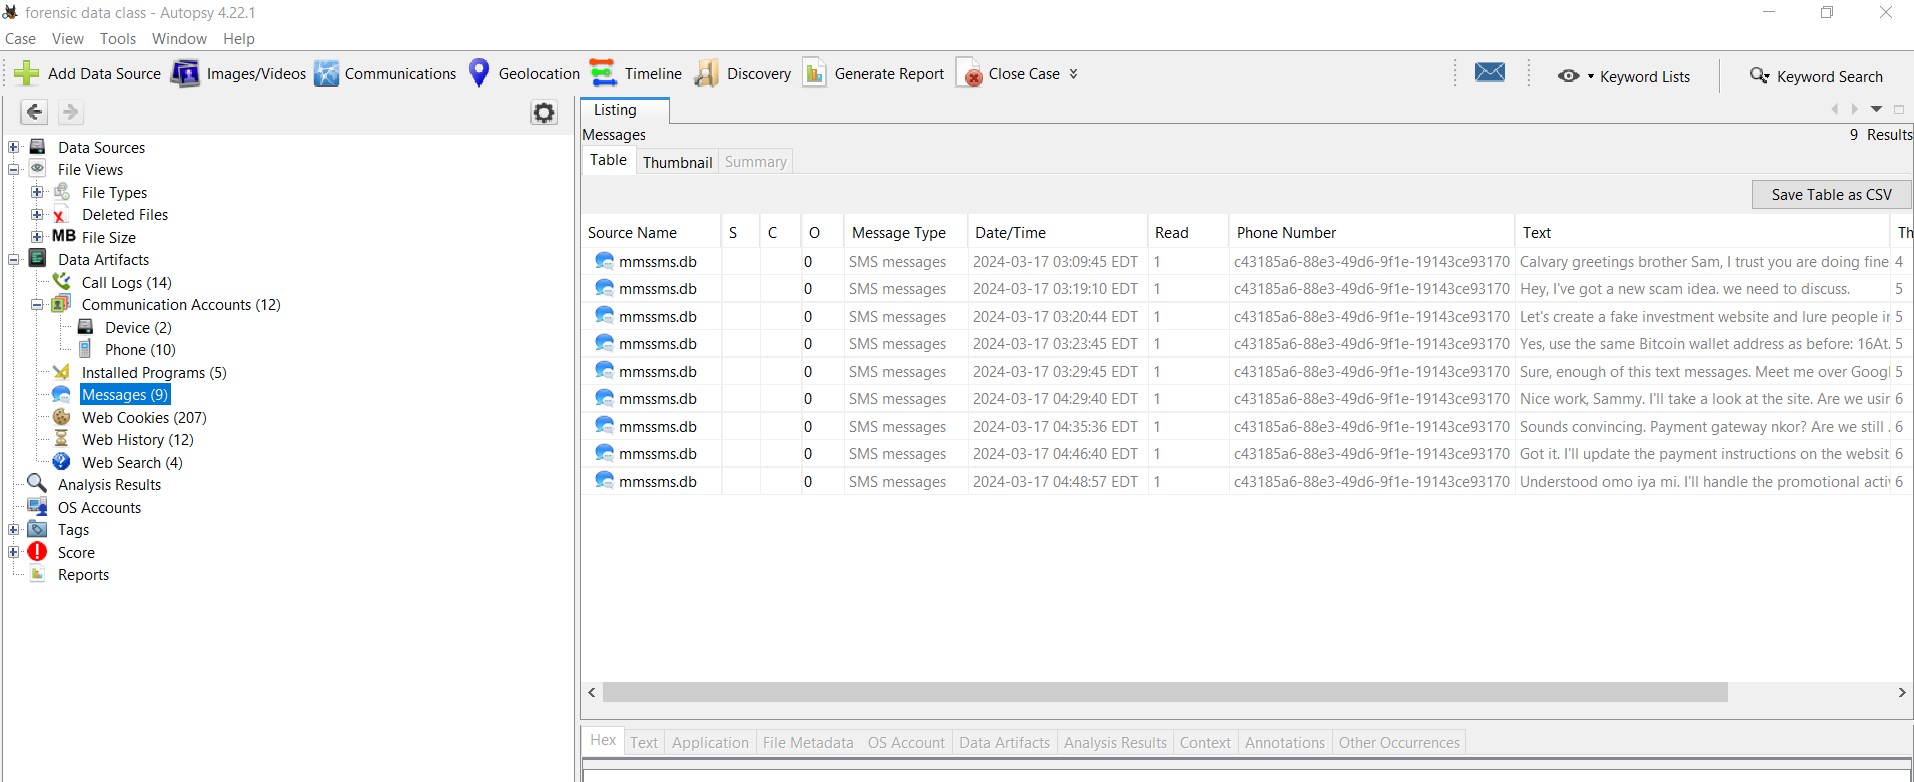 forensic data class - Autopsy 4.22.1
Case View Tools Window Help
Add Data Source Images/Videos Communications Geolocation Timeline Discovery Generate Report Close Case Keyword Lists Keyword Search
Data Sources
File Views
File Types
Deleted Files
MB File Size
Data Artifacts
Call Logs (14)
Communication Accounts (12)
Device (2)
Phone (10)
Installed Programs (5)
Messages (9)
Web Cookies (207)
Web History (12)
Web Search (4)
Analysis Results
OS Accounts
Tags
Score
Reports
Listing
Messages 9 Results
Table Thumbnail Summary
Save Table as CSV
Source Name S C O Message Type Date/Time Read Phone Number Text Th
mmssms.db 0 SMS messages 2024-03-17 03:09:45 EDT 1 c43185a6-88e3-49d6-9f1e-19143ce93170 Calvary greetings brother Sam, I trust you are doing fine 4
mmssms.db 0 SMS messages 2024-03-17 03:19:10 EDT 1 c43185a6-88e3-49d6-9f1e-19143ce93170 Hey, I've got a new scam idea. we need to discuss. 5
mmssms.db 0 SMS messages 2024-03-17 03:20:44 EDT 1 c43185a6-88e3-49d6-9f1e-19143ce93170 Let's create a fake investment website and lure people in 5
mmssms.db 0 SMS messages 2024-03-17 03:23:45 EDT 1 c43185a6-88e3-49d6-9f1e-19143ce93170 Yes, use the same Bitcoin wallet address as before: 16At. 5
mmssms.db 0 SMS messages 2024-03-17 03:29:45 EDT 1 c43185a6-88e3-49d6-9f1e-19143ce93170 Sure, enough of this text messages. Meet me over Googl 5
mmssms.db 0 SMS messages 2024-03-17 04:29:40 EDT 1 c43185a6-88e3-49d6-9f1e-19143ce93170 Nice work, Sammy. I'll take a look at the site. Are we usin 6
mmssms.db 0 SMS messages 2024-03-17 04:35:36 EDT 1 c43185a6-88e3-49d6-9f1e-19143ce93170 Sounds convincing. Payment gateway nkor? Are we still . 6
mmssms.db 0 SMS messages 2024-03-17 04:46:40 EDT 1 c43185a6-88e3-49d6-9f1e-19143ce93170 Got it. I'll update the payment instructions on the websit 6
mmssms.db 0 SMS messages 2024-03-17 04:48:57 EDT 1 c43185a6-88e3-49d6-9f1e-19143ce93170 Understood omo iya mi. I'll handle the promotional activ 6
Hex Text Application File Metadata OS Account Data Artifacts Analysis Results Context Annotations Other Occurrences